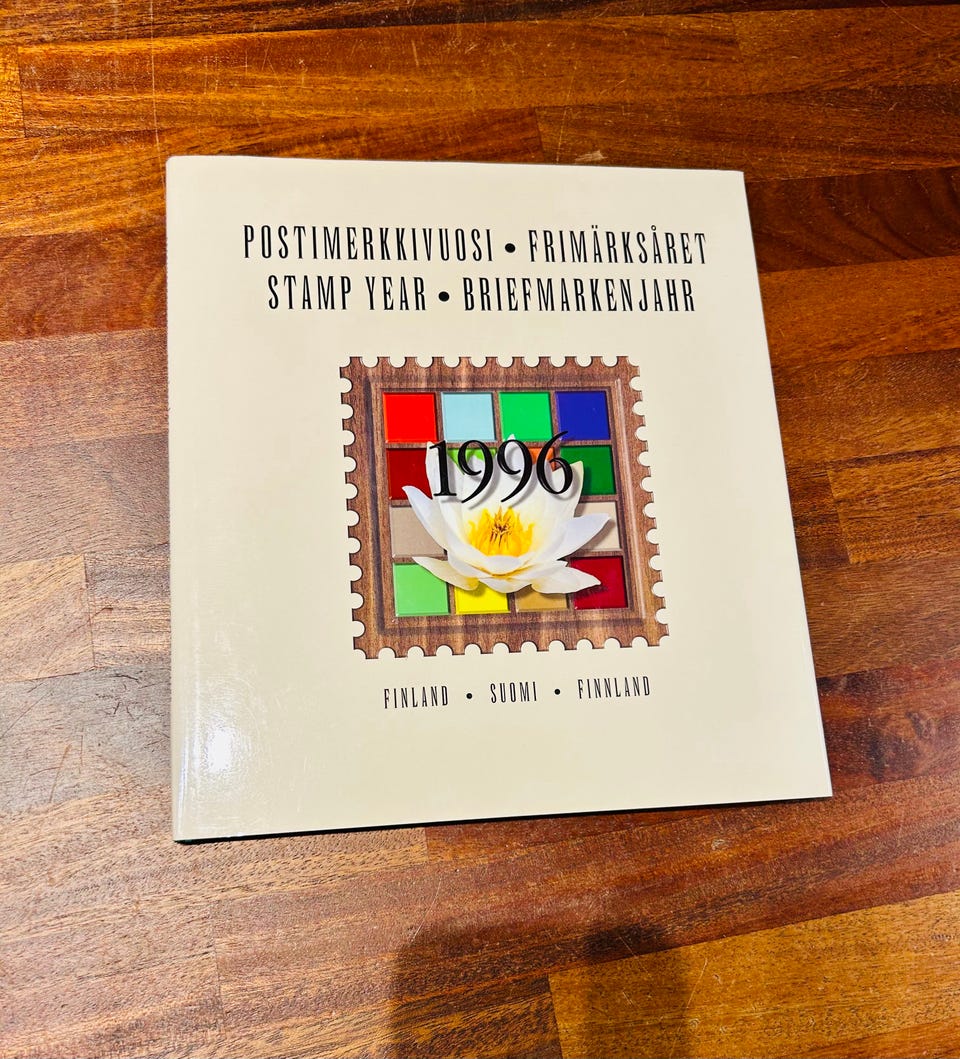 POSTIMERKKIVUOSI • FRIMÄRKSÅRET
STAMP YEAR • BRIEFMARKENJAHR
1996
FINLAND • SUOMI • FINNLAND